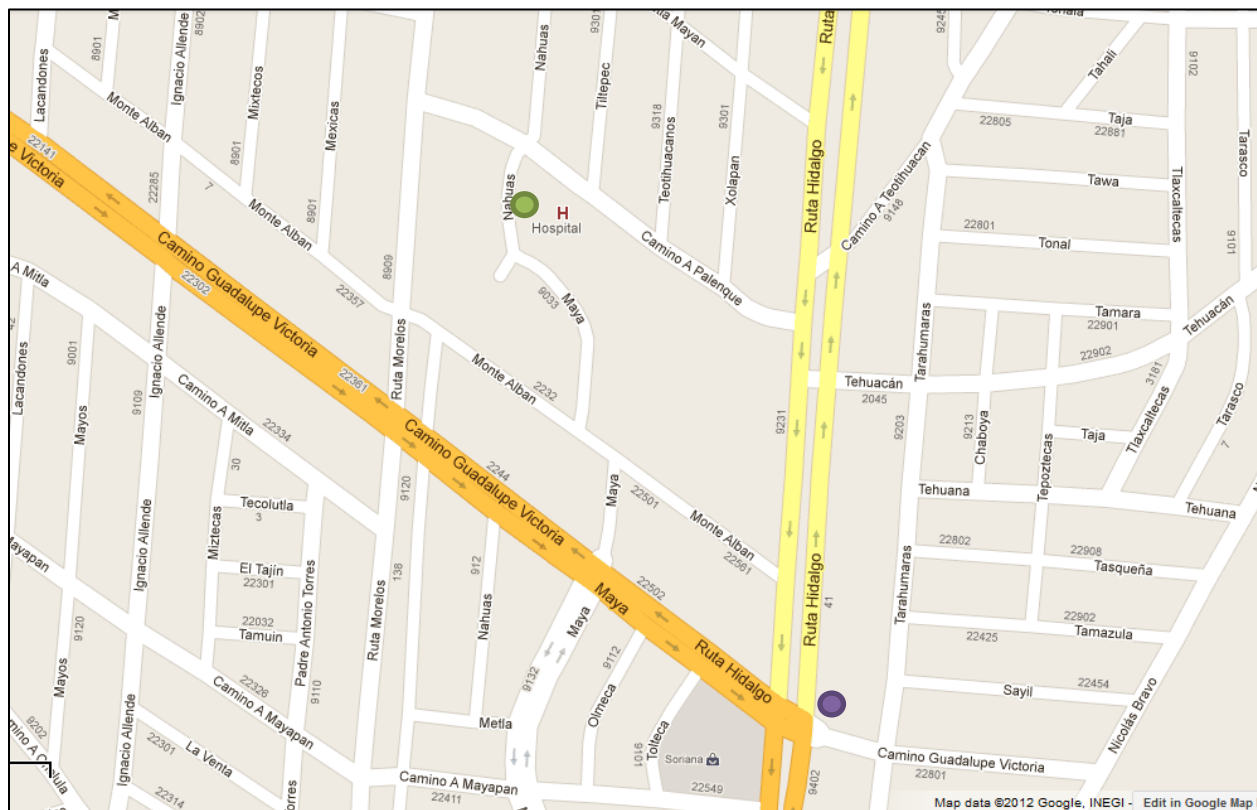 9301
8902
9245
Tonala
Nahuas
Mayan
Ruta
8901
Lacandones
Ignacio Allende
Mixtecos
Mexicas
Tiltepec
9318
9301
Tahali
9102
Taja
22805
22881
Tarasco
Monte Alban
22141
Victoria
22285
8901
8901
7
Teotihuacanos
Xolapan
Ruta Hidalgo
Camino A Teotihuacan
9148
Tawa
Tlaxcaltecas
22801
Tonal
9101
Nahuas
H
Hospital
Monte Alban
8909
Camino A Palenque
A Mitla
Camino Guadalupe Victoria
22302
22357
9033
Maya
Tarahumaras
Tamara
22901
Tehuacán
22902
Lacandones
9001
Mayos
9109
Ignacio Allende
Camino A Mitla
22334
22361
Ruta Morelos
Monte Alban
2232
Tehuacán
2045
3181
9231
9203
9213
Chaboya
Taja
Tlaxcaltecas
Tarasco
7
Tepoztecas
Camino Guadalupe Victoria
2244
9120
30
Tecolutla
3
Miztecas
Maya
22501
Monte Alban
22561
Tehuana
Tehuana
Mayapan
Ignacio Allende
El Tajín
22301
Padre Antonio Torres
138
912
Nahuas
22802
22908
Tasqueña
Tarahumaras
9120
Mayos
22032
Tamuin
Ruta Morelos
Maya
22502
Maya
Ruta Hidalgo
41
22902
Tamazula
22425
9112
Olmeca
9132
Ruta Hidalgo
22326
Camino A Mayapan
9110
Metla
Tolteca
9101
Sayil
22454
Nicolás Bravo
9202
Ignacio Allende
22301
La Venta
22314
Camino A Mayapan
22411
Soriana
22549
9402
Camino Guadalupe Victoria
22801
Map data ©2012 Google, INEGI - Edit in Google Map